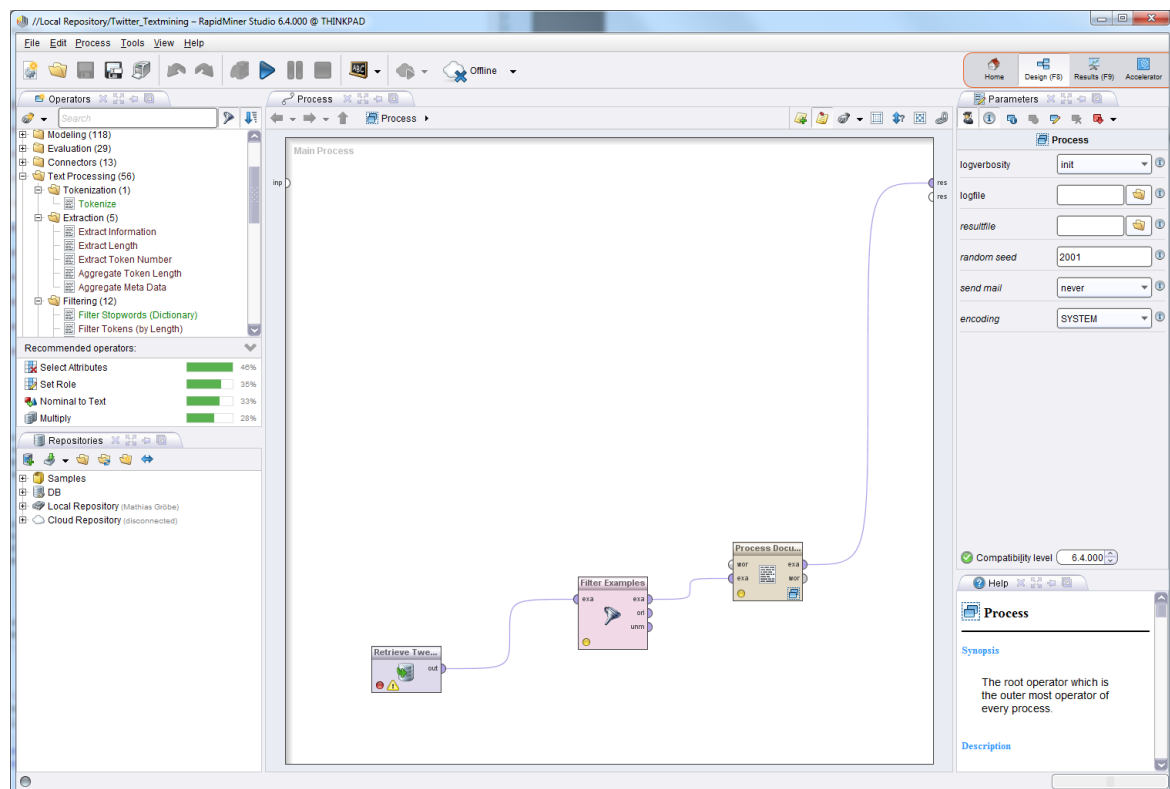 //Local Repository/Twitter_Textmining – RapidMiner Studio 6.4.000 @ THINKPAD
File Edit Process Tools View Help
Offline
Home Design (F8) Results (F9) Accelerator
Operators
Search
Modeling (118)
Evaluation (29)
Connectors (13)
Text Processing (56)
Tokenization (1)
Tokenize
Extraction (5)
Extract Information
Extract Length
Extract Token Number
Aggregate Token Length
Aggregate Meta Data
Filtering (12)
Filter Stopwords (Dictionary)
Filter Tokens (by Length)
Recommended operators:
Select Attributes 46%
Set Role 35%
Nominal to Text 33%
Multiply 28%
Repositories
Samples
DB
Local Repository (Mathias Gröbe)
Cloud Repository (disconnected)
Process
Process
Main Process
inp
res
res
Retrieve Twe...
out
Filter Examples
exa exa
ori
unm
Process Docu...
wor exa
exa wor
Parameters
Process
logverbosity init
logfile
resultfile
random seed 2001
send mail never
encoding SYSTEM
Compatibility level 6.4.000
Help
Process
Synopsis
The root operator which is
the outer most operator of
every process.
Description